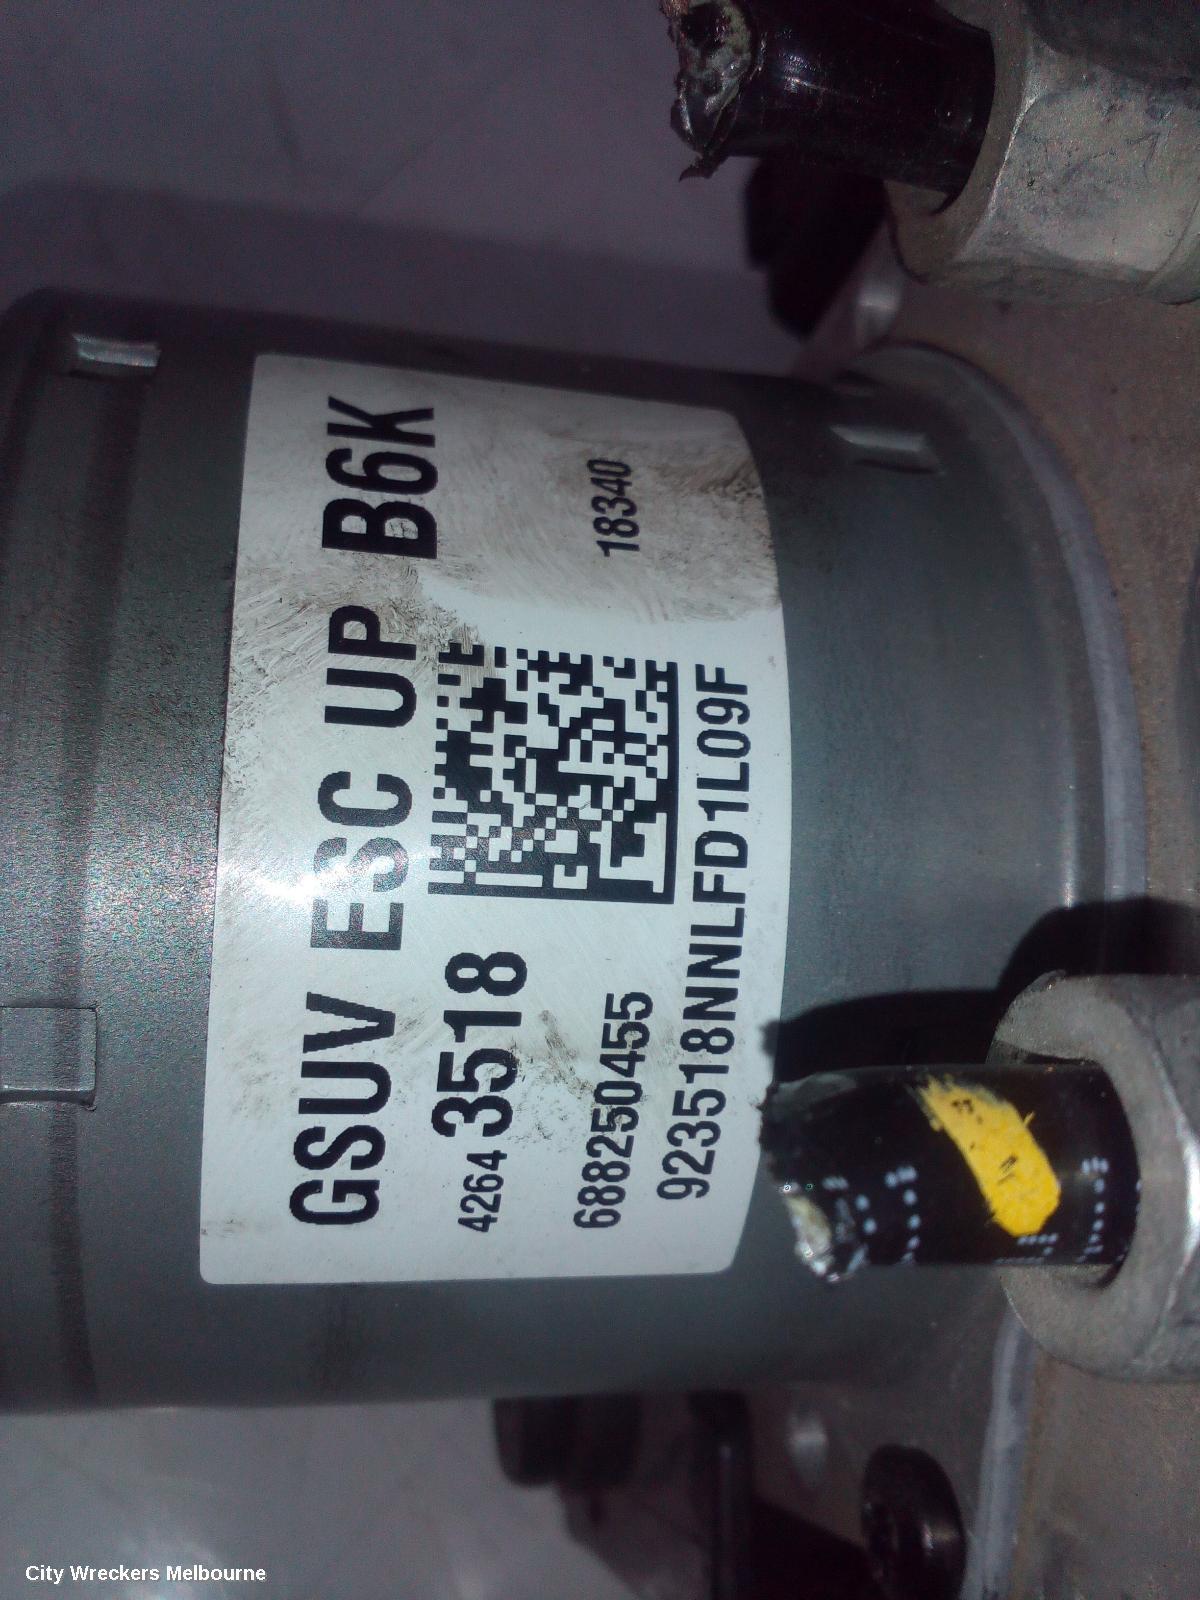 GSUV ESC UP B6K
4264 3518
688250455 18340
923518NNLFD1L09F
City Wreckers Melbourne